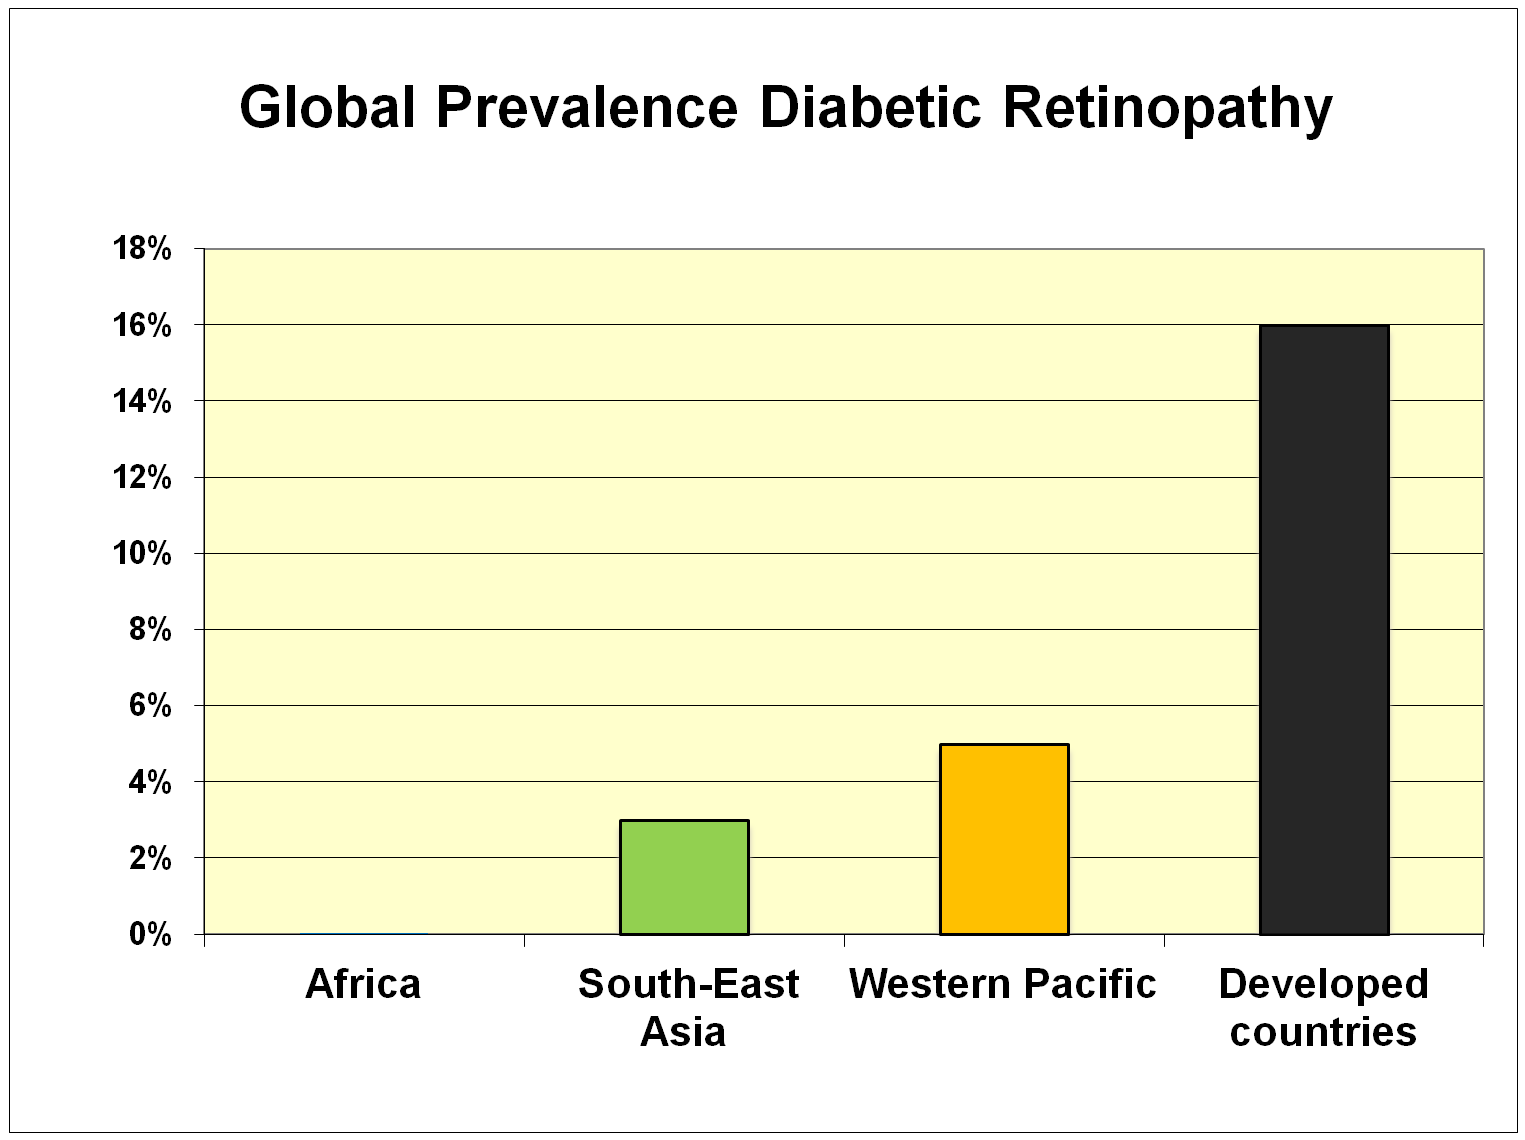 Global Prevalence Diabetic Retinopathy
18%
16%
14%
12%
10%
8%
6%
4%
2%
0%
Africa
South-East
Asia
Western Pacific
Developed
countries